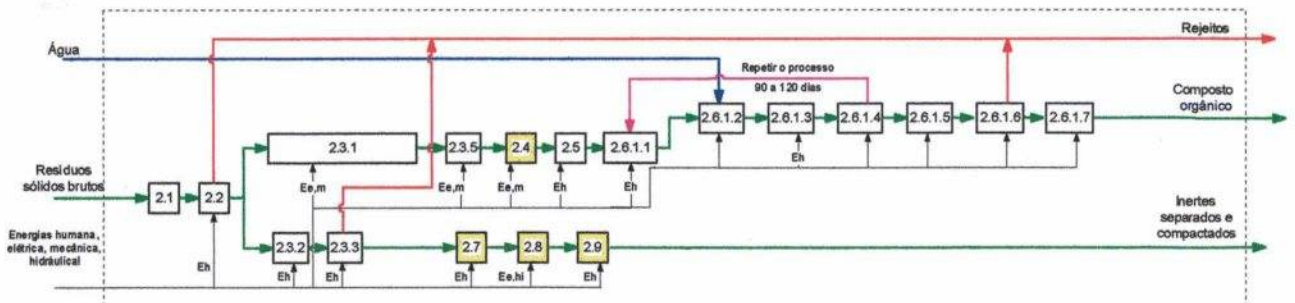 Rejeitos
Água
Repetir o processo
90 a 120 dias
Composto
orgânico
2.6.1.2
2.6.1.3
2.6.1.4
2.6.1.5
2.6.1.6
2.6.1.7
2.3.1
2.3.5
2.4
2.5
2.6.1.1
Eh
Resíduos
sólidos brutos
2.1
2.2
Ee,m
Ee,m
Ee,m
Eh
Eh
Inertes
separados e
compactados
Energias humana,
elétrica, mecânica,
hidráulical
2.3.2
2.3.3
2.7
2.8
2.9
Eh
Eh
Eh
Eh
Ee,hi
Eh